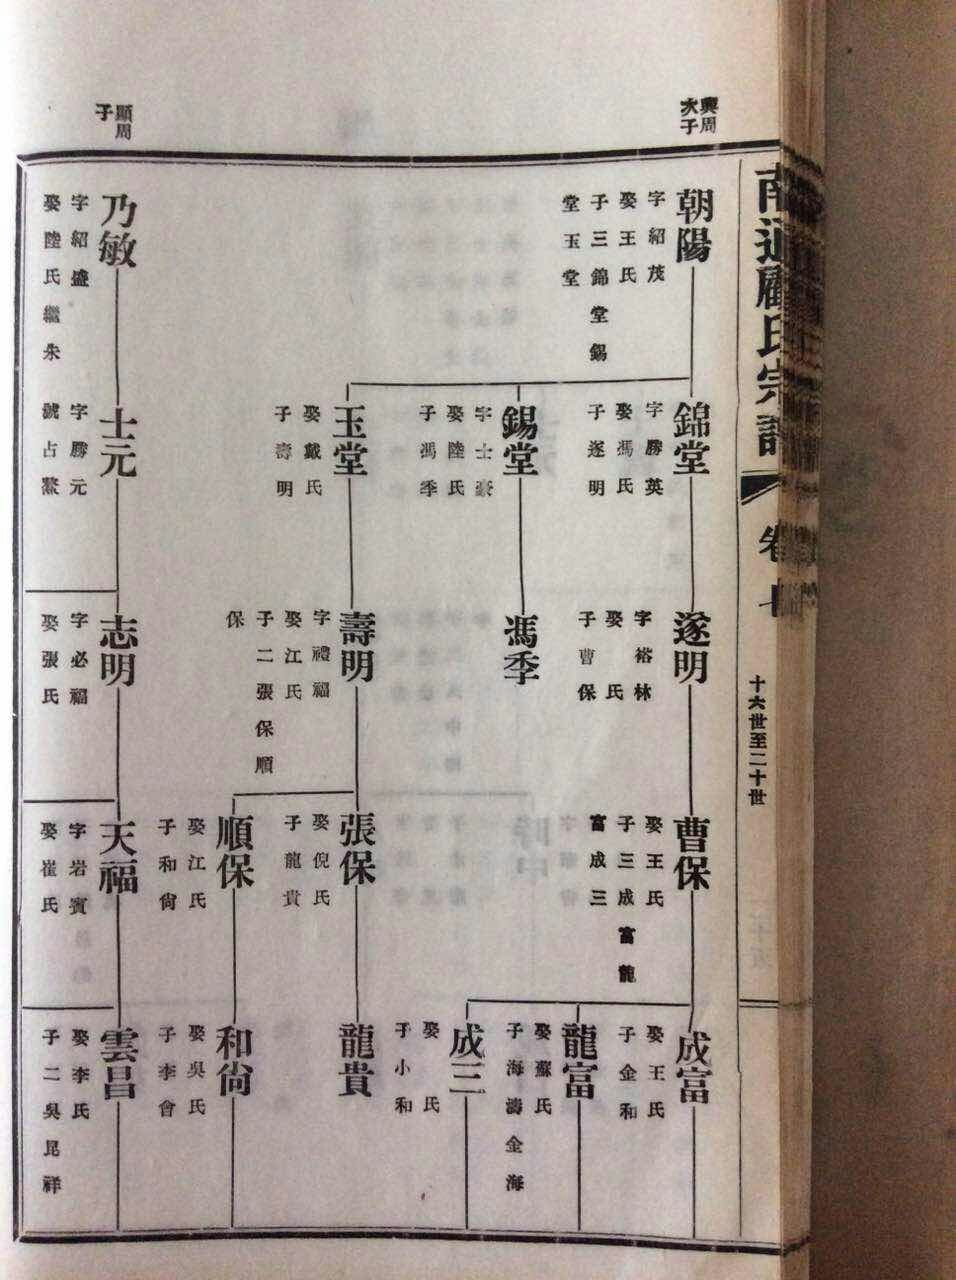 南通顧氏宗譜
卷十
十六世至二十世
興周
次子
朝陽
字紹茂
娶王氏
子三錦堂錫
堂玉堂
錦堂
字勝英
娶馮氏
子遂明
錫堂
字士豪
娶陸氏
子馮季
玉堂
娶戴氏
子壽明
遂明
字裕林
娶 氏
子曹保
馮季
壽明
字禮福
娶江氏
子二張保順
保
曹保
娶王氏
子三成富龍
富成三
張保
娶倪氏
子龍貴
順保
娶江氏
子和尙
成富
娶王氏
子金和
龍富
娶蘇氏
子海濤金海
成三
娶 氏
子小和
龍貴
和尙
娶吳氏
子李會
顯周
子
乃敏
字紹盛
娶陸氏繼朱
士元
字勝元
號占鰲
志明
字必福
娶張氏
天福
字岩賓
娶崔氏
雲昌
娶李氏
子二吳昆祥